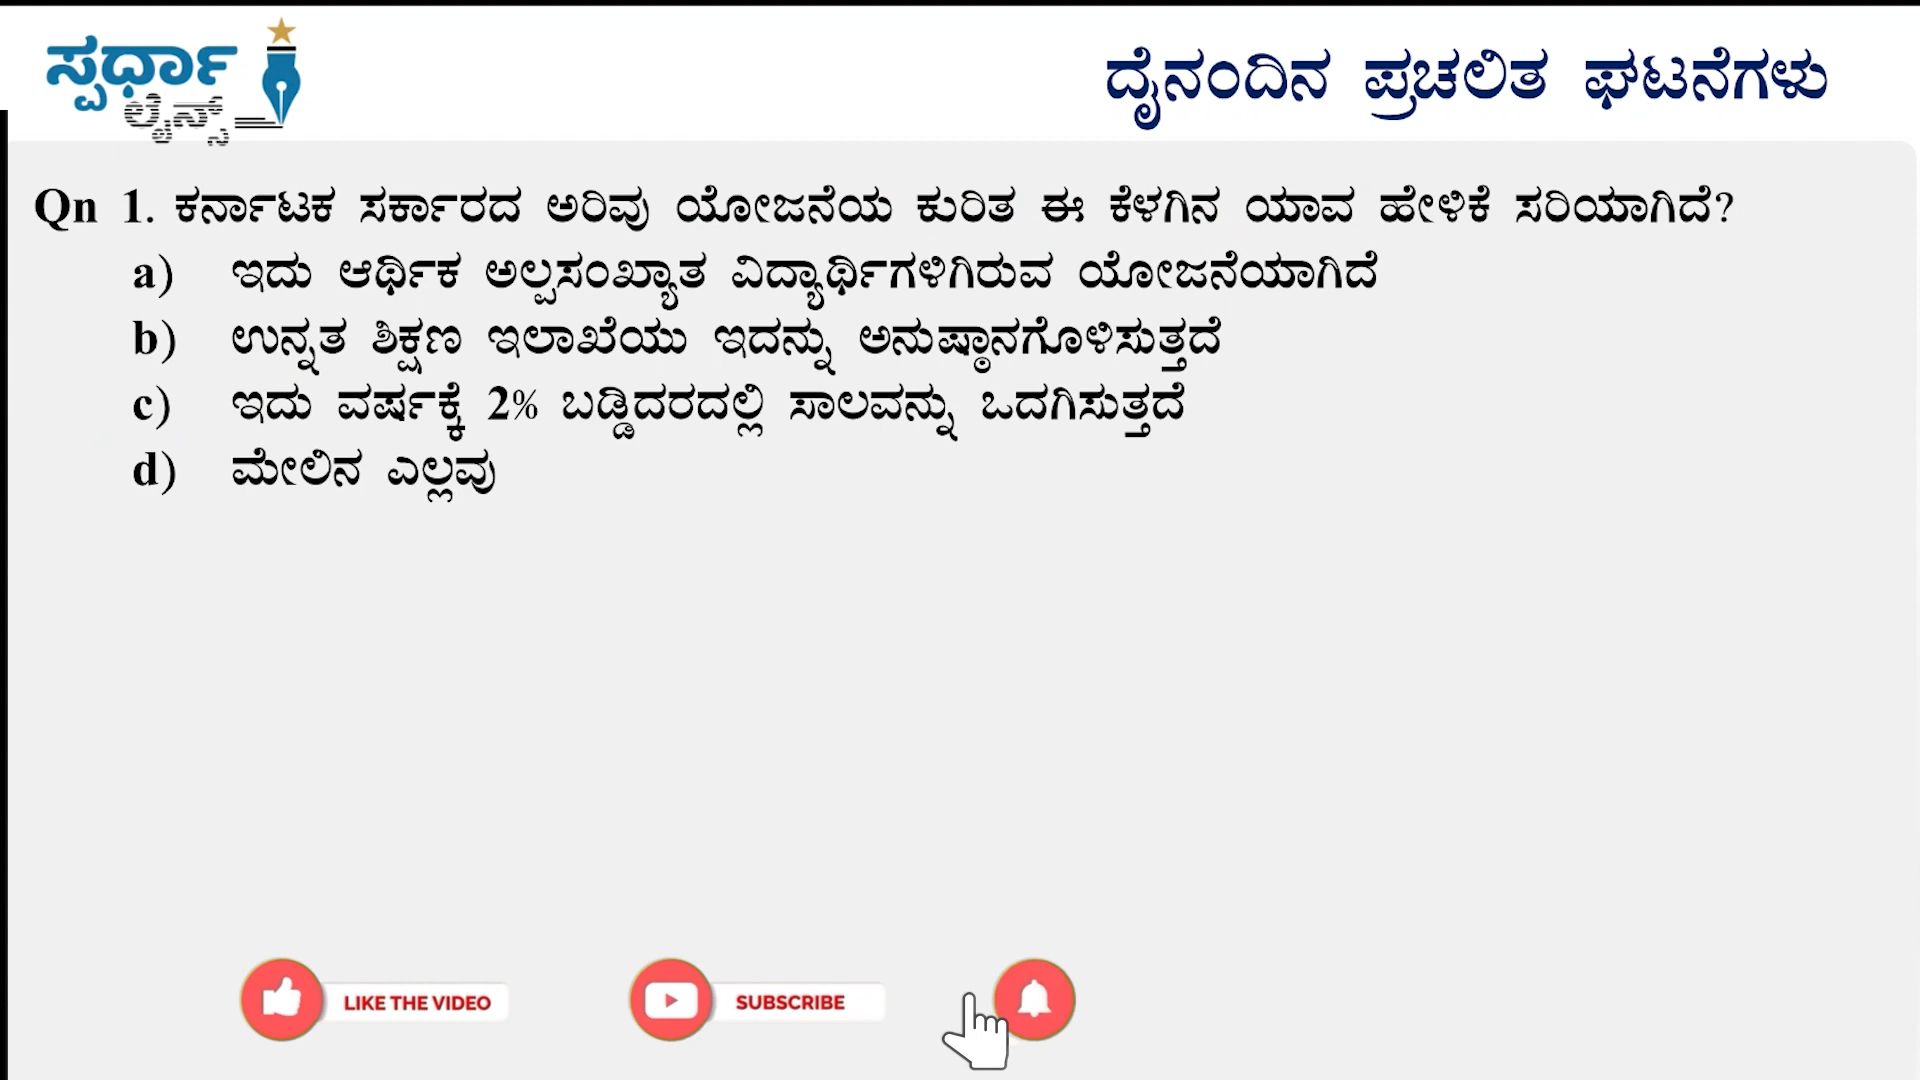 ಸ್ಪರ್ಧಾ
ಲೈನ್ಸ್
ದೈನಂದಿನ ಪ್ರಚಲಿತ ಘಟನೆಗಳು
Qn 1. ಕರ್ನಾಟಕ ಸರ್ಕಾರದ ಅರಿವು ಯೋಜನೆಯ ಕುರಿತ ಈ ಕೆಳಗಿನ ಯಾವ ಹೇಳಿಕೆ ಸರಿಯಾಗಿದೆ?
a) ಇದು ಆರ್ಥಿಕ ಅಲ್ಪಸಂಖ್ಯಾತ ವಿದ್ಯಾರ್ಥಿಗಳಿಗಿರುವ ಯೋಜನೆಯಾಗಿದೆ
b) ಉನ್ನತ ಶಿಕ್ಷಣ ಇಲಾಖೆಯು ಇದನ್ನು ಅನುಷ್ಠಾನಗೊಳಿಸುತ್ತದೆ
c) ಇದು ವರ್ಷಕ್ಕೆ 2% ಬಡ್ಡಿದರದಲ್ಲಿ ಸಾಲವನ್ನು ಒದಗಿಸುತ್ತದೆ
d) ಮೇಲಿನ ಎಲ್ಲವು
LIKE THE VIDEO
SUBSCRIBE